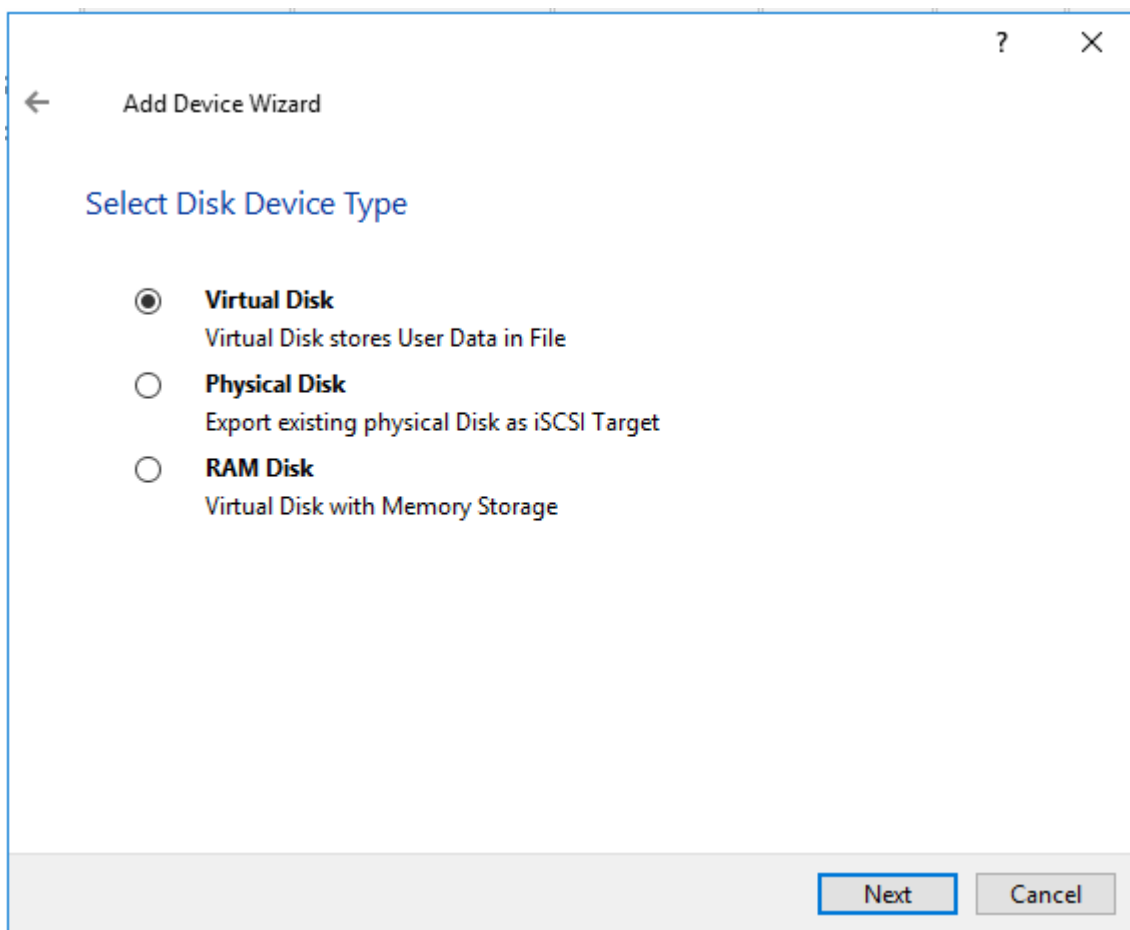 ?
Add Device Wizard
Select Disk Device Type
Virtual Disk
Virtual Disk stores User Data in File
Physical Disk
Export existing physical Disk as iSCSI Target
RAM Disk
Virtual Disk with Memory Storage
Next Cancel